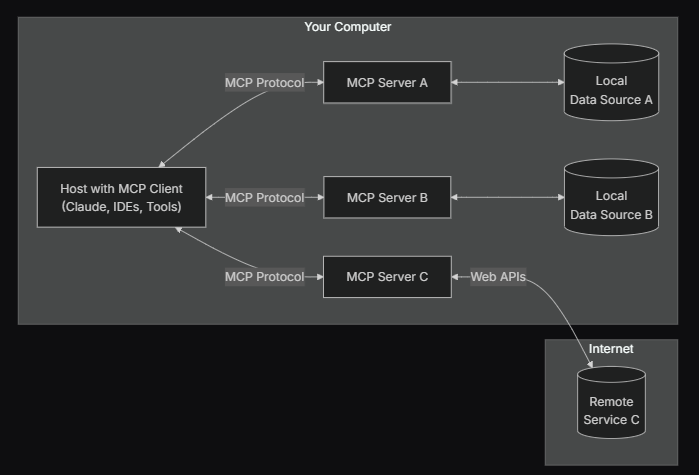 Your Computer
MCP Protocol
MCP Server A
Local
Data Source A
Host with MCP Client
(Claude, IDEs, Tools)
MCP Protocol
MCP Server B
Local
Data Source B
MCP Protocol
MCP Server C
Web APIs
Internet
Remote
Service C